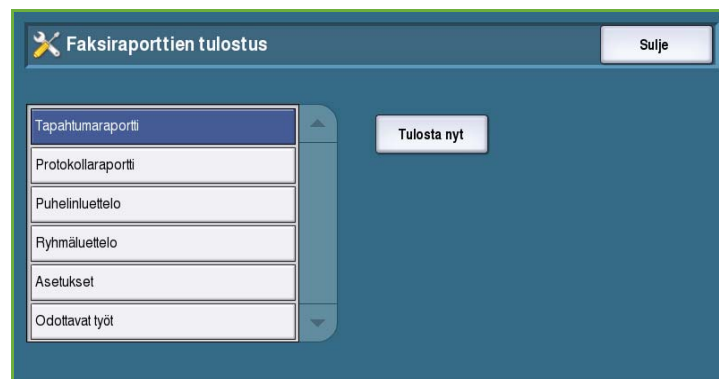 Faksiraporttien tulostus
Sulje
Tapahtumaraportti
Tulosta nyt
Protokollaraportti
Puhelinluettelo
Ryhmäluettelo
Asetukset
Odottavat työt